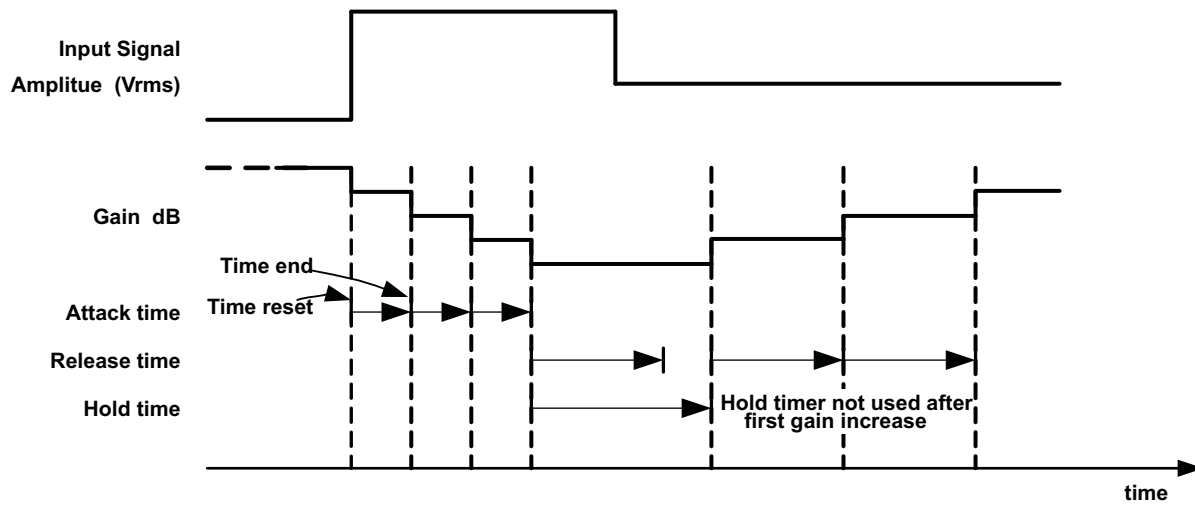 Input Signal
Amplitue (Vrms)
Gain dB
Time end
Time reset
Attack time
Release time
Hold time
Hold timer not used after
first gain increase
time